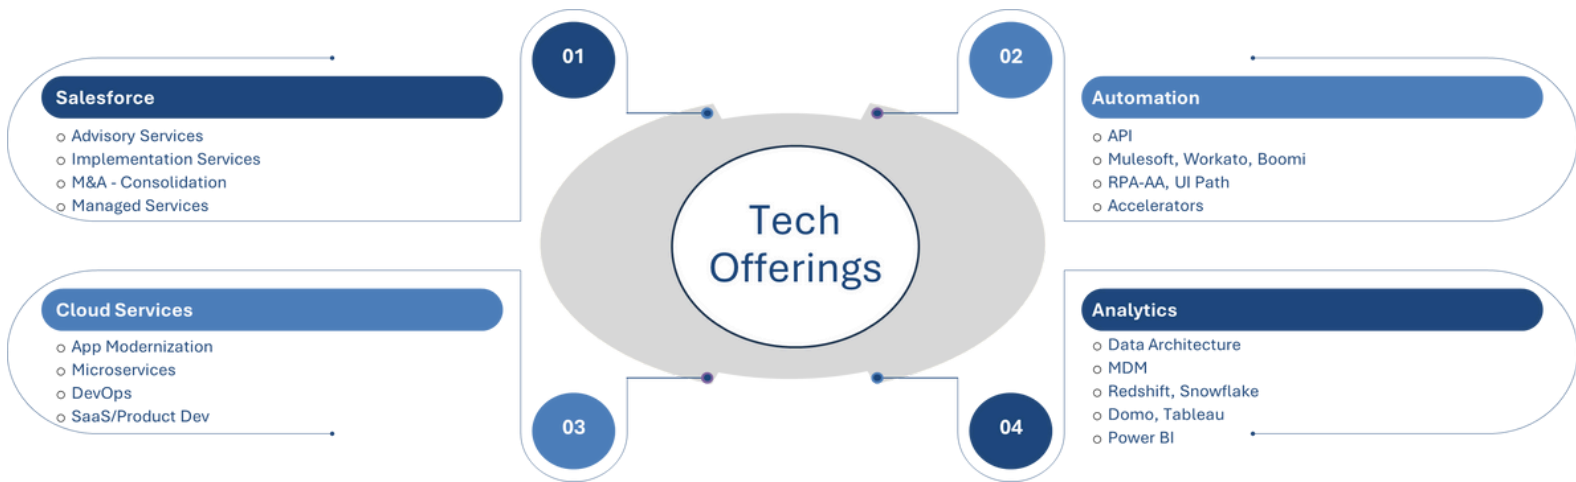 01
Salesforce
Advisory Services
Implementation Services
M&A - Consolidation
Managed Services
02
Automation
API
Mulesoft, Workato, Boomi
RPA-AA, UI Path
Accelerators
Tech
Offerings
Cloud Services
App Modernization
Microservices
DevOps
SaaS/Product Dev
03
Analytics
Data Architecture
MDM
Redshift, Snowflake
Domo, Tableau
Power BI
04